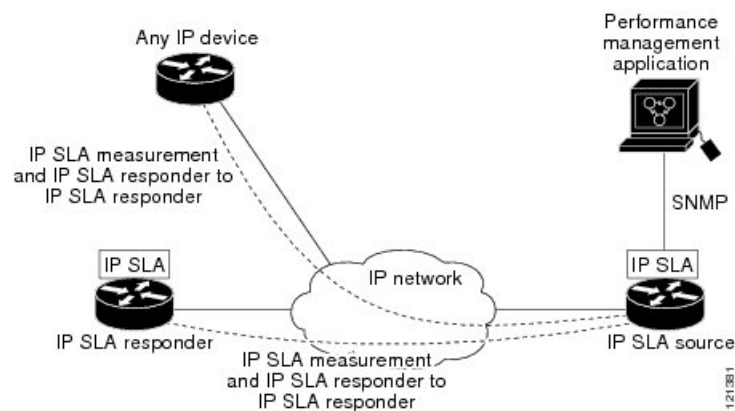 Any IP device
Performance
management
application
IP SLA measurement
and IP SLA responder to
IP SLA responder
SNMP
IP SLA
IP network
IP SLA
IP SLA responder
IP SLA source
IP SLA measurement
and IP SLA responder to
IP SLA responder
121381